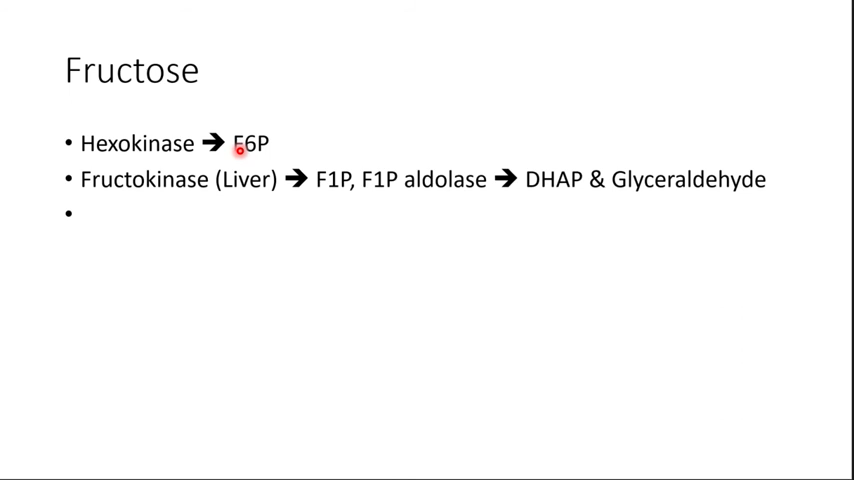 Fructose
• Hexokinase 🡺 F6P
• Fructokinase (Liver) 🡺 F1P, F1P aldolase 🡺 DHAP & Glyceraldehyde
•